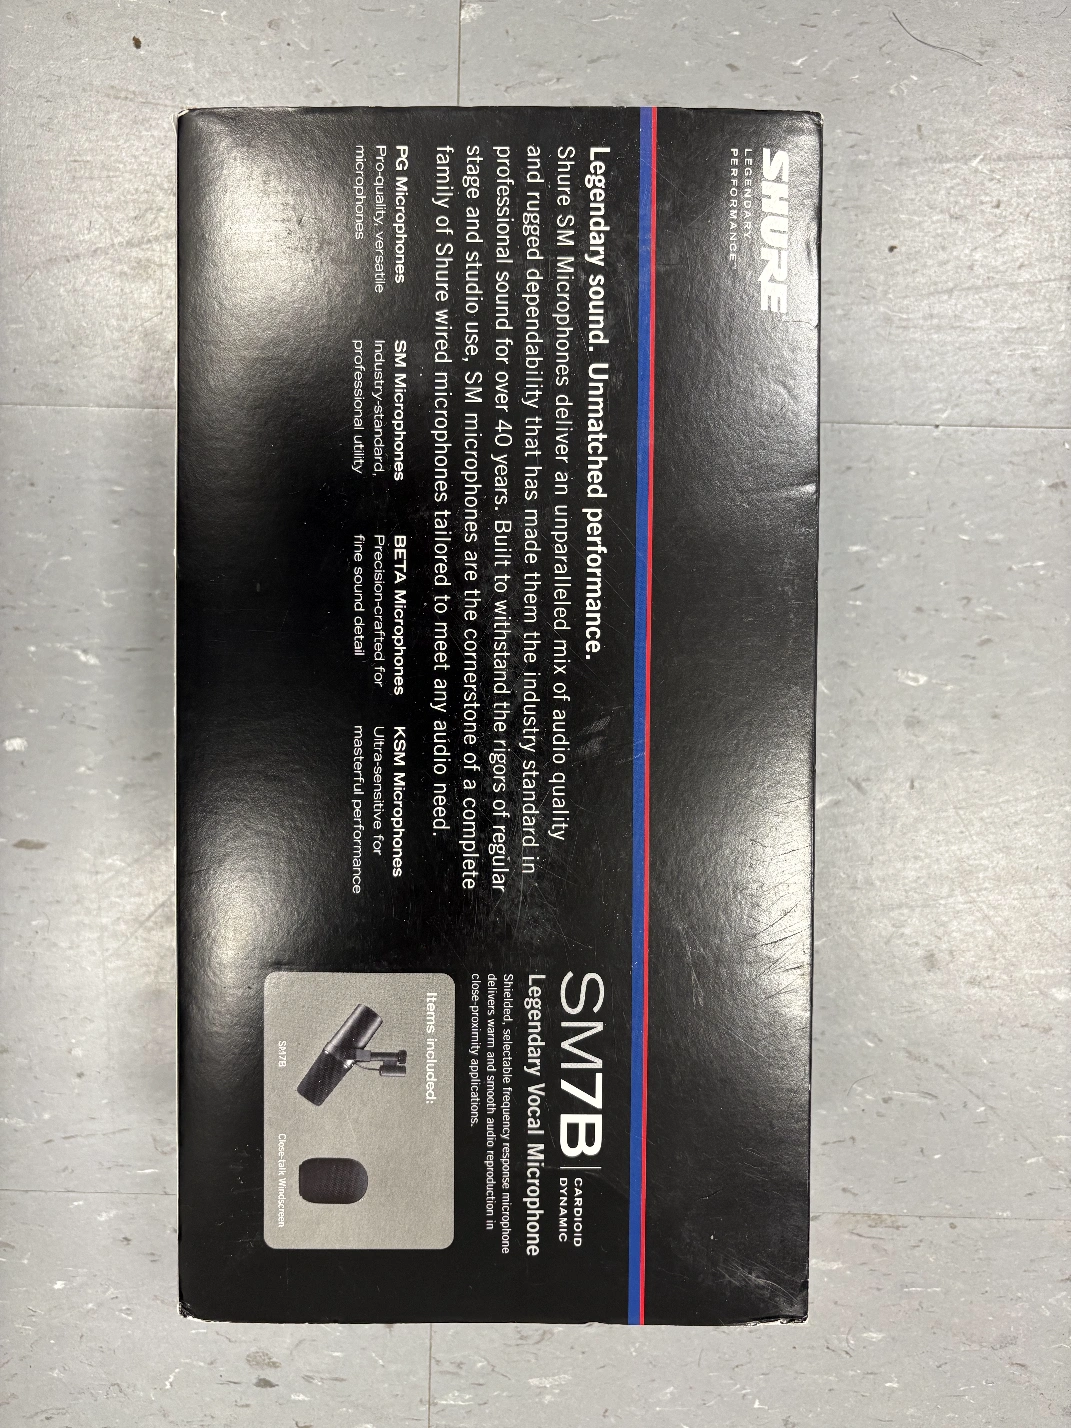 SHURE
LEGENDARY
PERFORMANCE™
Legendary sound. Unmatched performance.
Shure SM Microphones deliver an unparalleled mix of audio quality
and rugged dependability that has made them the industry standard in
professional sound for over 40 years. Built to withstand the rigors of regular
stage and studio use, SM microphones are the cornerstone of a complete
family of Shure wired microphones tailored to meet any audio need.
PG Microphones
Pro-quality, versatile
microphones
SM Microphones
Industry-standard,
professional utility
BETA Microphones
Precision-crafted for
fine sound detail
KSM Microphones
Ultra-sensitive for
masterful performance
SM7B
CARDIOID
DYNAMIC
Legendary Vocal Microphone
Shielded, selectable frequency response microphone
delivers warm and smooth audio reproduction in
close-proximity applications.
Items included:
SM7B
Close-talk Windscreen